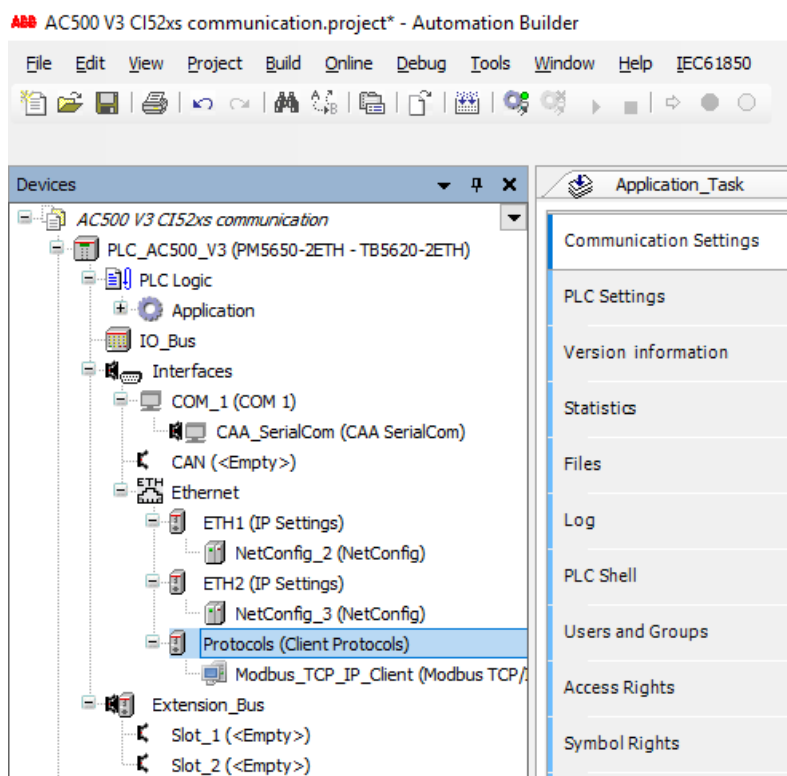 ABB AC500 V3 CI52xs communication.project* - Automation Builder
File Edit View Project Build Online Debug Tools Window Help IEC61850
Devices
Application_Task
AC500 V3 CI52xs communication
PLC_AC500_V3 (PM5650-2ETH - TB5620-2ETH)
PLC Logic
Application
IO_Bus
Interfaces
COM_1 (COM 1)
CAA_SerialCom (CAA SerialCom)
CAN (<Empty>)
ETH
Ethernet
ETH1 (IP Settings)
NetConfig_2 (NetConfig)
ETH2 (IP Settings)
NetConfig_3 (NetConfig)
Protocols (Client Protocols)
Modbus_TCP_IP_Client (Modbus TCP/
Extension_Bus
Slot_1 (<Empty>)
Slot_2 (<Empty>)
Communication Settings
PLC Settings
Version information
Statistics
Files
Log
PLC Shell
Users and Groups
Access Rights
Symbol Rights